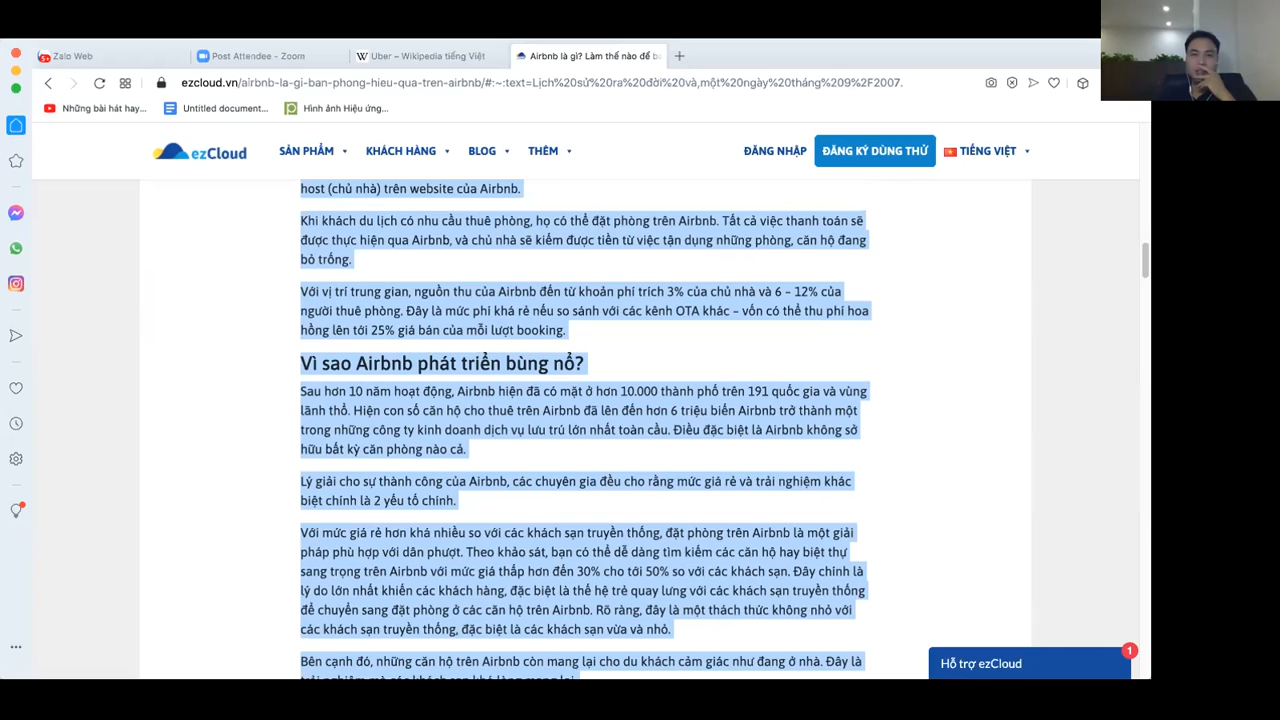 Zalo Web
Post Attendee - Zoom
Uber – Wikipedia tiếng Việt
Airbnb là gì? Làm thế nào để b
ezcloud.vn/airbnb-la-gi-ban-phong-hieu-qua-tren-airbnb/#:~:text=Lịch%20sử%20ra%20đời%20và,một%20ngày%20tháng%209%2F2007.
Những bài hát hay...
Untitled document...
Hình ảnh Hiệu ứng...
ezCloud
SẢN PHẨM
KHÁCH HÀNG
BLOG
THÊM
ĐĂNG NHẬP
ĐĂNG KÝ DÙNG THỬ
TIẾNG VIỆT
host (chủ nhà) trên website của Airbnb.
Khi khách du lịch có nhu cầu thuê phòng, họ có thể đặt phòng trên Airbnb. Tất cả việc thanh toán sẽ
được thực hiện qua Airbnb, và chủ nhà sẽ kiếm được tiền từ việc tận dụng những phòng, căn hộ đang
bỏ trống.
Với vị trí trung gian, nguồn thu của Airbnb đến từ khoản phí trích 3% của chủ nhà và 6 – 12% của
người thuê phòng. Đây là mức phí khá rẻ nếu so sánh với các kênh OTA khác – vốn có thể thu phí hoa
hồng lên tới 25% giá bán của mỗi lượt booking.
Vì sao Airbnb phát triển bùng nổ?
Sau hơn 10 năm hoạt động, Airbnb hiện đã có mặt ở hơn 10.000 thành phố trên 191 quốc gia và vùng
lãnh thổ. Hiện con số căn hộ cho thuê trên Airbnb đã lên đến hơn 6 triệu biến Airbnb trở thành một
trong những công ty kinh doanh dịch vụ lưu trú lớn nhất toàn cầu. Điều đặc biệt là Airbnb không sở
hữu bất kỳ căn phòng nào cả.
Lý giải cho sự thành công của Airbnb, các chuyên gia đều cho rằng mức giá rẻ và trải nghiệm khác
biệt chính là 2 yếu tố chính.
Với mức giá rẻ hơn khá nhiều so với các khách sạn truyền thống, đặt phòng trên Airbnb là một giải
pháp phù hợp với dân phượt. Theo khảo sát, bạn có thể dễ dàng tìm kiếm các căn hộ hay biệt thự
sang trọng trên Airbnb với mức giá thấp hơn đến 30% cho tới 50% so với các khách sạn. Đây chính là
lý do lớn nhất khiến các khách hàng, đặc biệt là thế hệ trẻ quay lưng với các khách sạn truyền thống
để chuyển sang đặt phòng ở các căn hộ trên Airbnb. Rõ ràng, đây là một thách thức không nhỏ với
các khách sạn truyền thống, đặc biệt là các khách sạn vừa và nhỏ.
Bên cạnh đó, những căn hộ trên Airbnb còn mang lại cho du khách cảm giác như đang ở nhà. Đây là
Hỗ trợ ezCloud
1